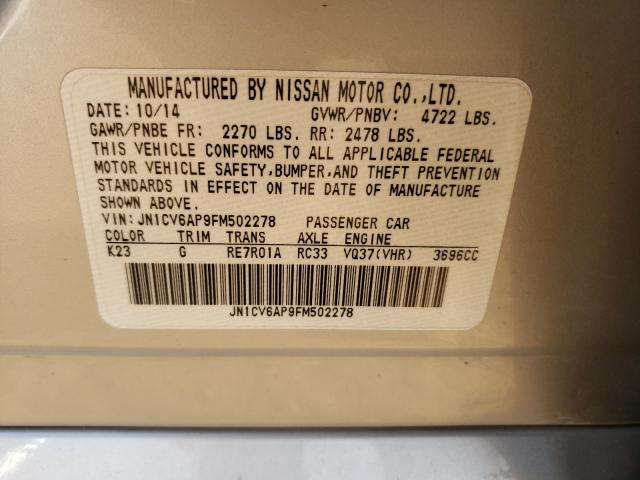 MANUFACTURED BY NISSAN MOTOR CO.,LTD.
DATE: 10/14 GVWR/PNBV: 4722 LBS.
GAWR/PNBE FR: 2270 LBS. RR: 2478 LBS.
THIS VEHICLE CONFORMS TO ALL APPLICABLE FEDERAL
MOTOR VEHICLE SAFETY,BUMPER,AND THEFT PREVENTION
STANDARDS IN EFFECT ON THE DATE OF MANUFACTURE
SHOWN ABOVE.
VIN: JN1CV6AP9FM502278 PASSENGER CAR
COLOR TRIM TRANS AXLE ENGINE
K23 G RE7R01A RC33 VQ37(VHR) 3696CC
JN1CV6AP9FM502278